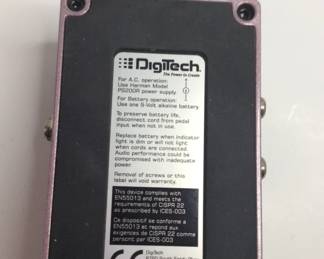 DigiTech
The Power to Create
For A.C. operation:
Use Harman Model
PS200R power supply
For Battery operation:
Use one 9-Volt alkaline battery
To preserve battery life,
disconnect cord from pedal
input when not in use.
Replace battery when indicator
light is dim or will not light
when cords are connected.
Audio performance could be
compromised with inadequate
power.
Removal of screws or this
label will void warranty.
This device complies with
EN55013 and meets the
requirements of CISPR 22
as prescribed by ICES-003
Ce dispositif se conforme a
EN55013 et repond aux
exigences de CISPR 22 comme
perscrit par ICES-003
CE
DigiTech